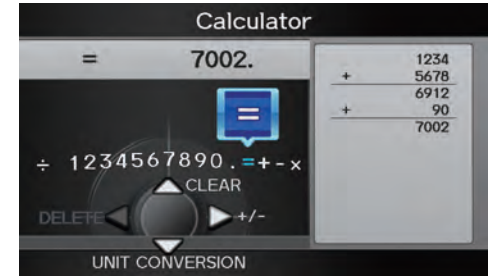 Calculator
= 7002.
1234
+ 5678
6912
+ 90
7002
=
÷ 1234567890.=+-×
CLEAR
DELETE +/-
UNIT CONVERSION